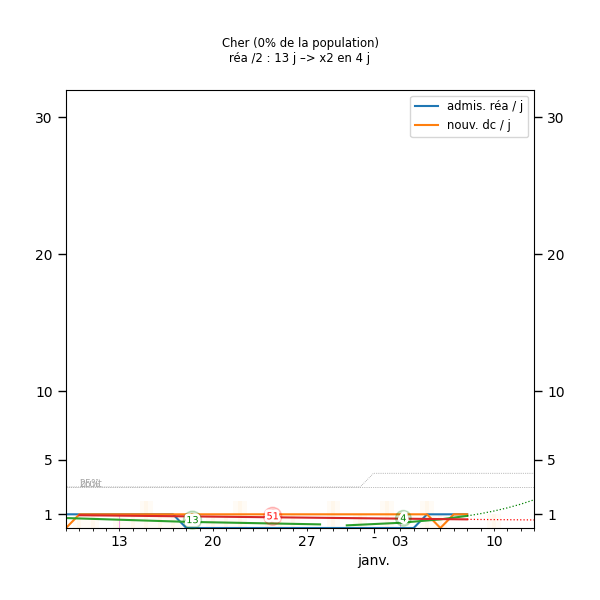 Cher (0% de la population)
réa /2 : 13 j –> x2 en 4 j
admis. réa / j
nouv. dc / j
30 30
20 20
10 10
5 5
1 1
13 51 4
13 20 27 - 03 10
janv.